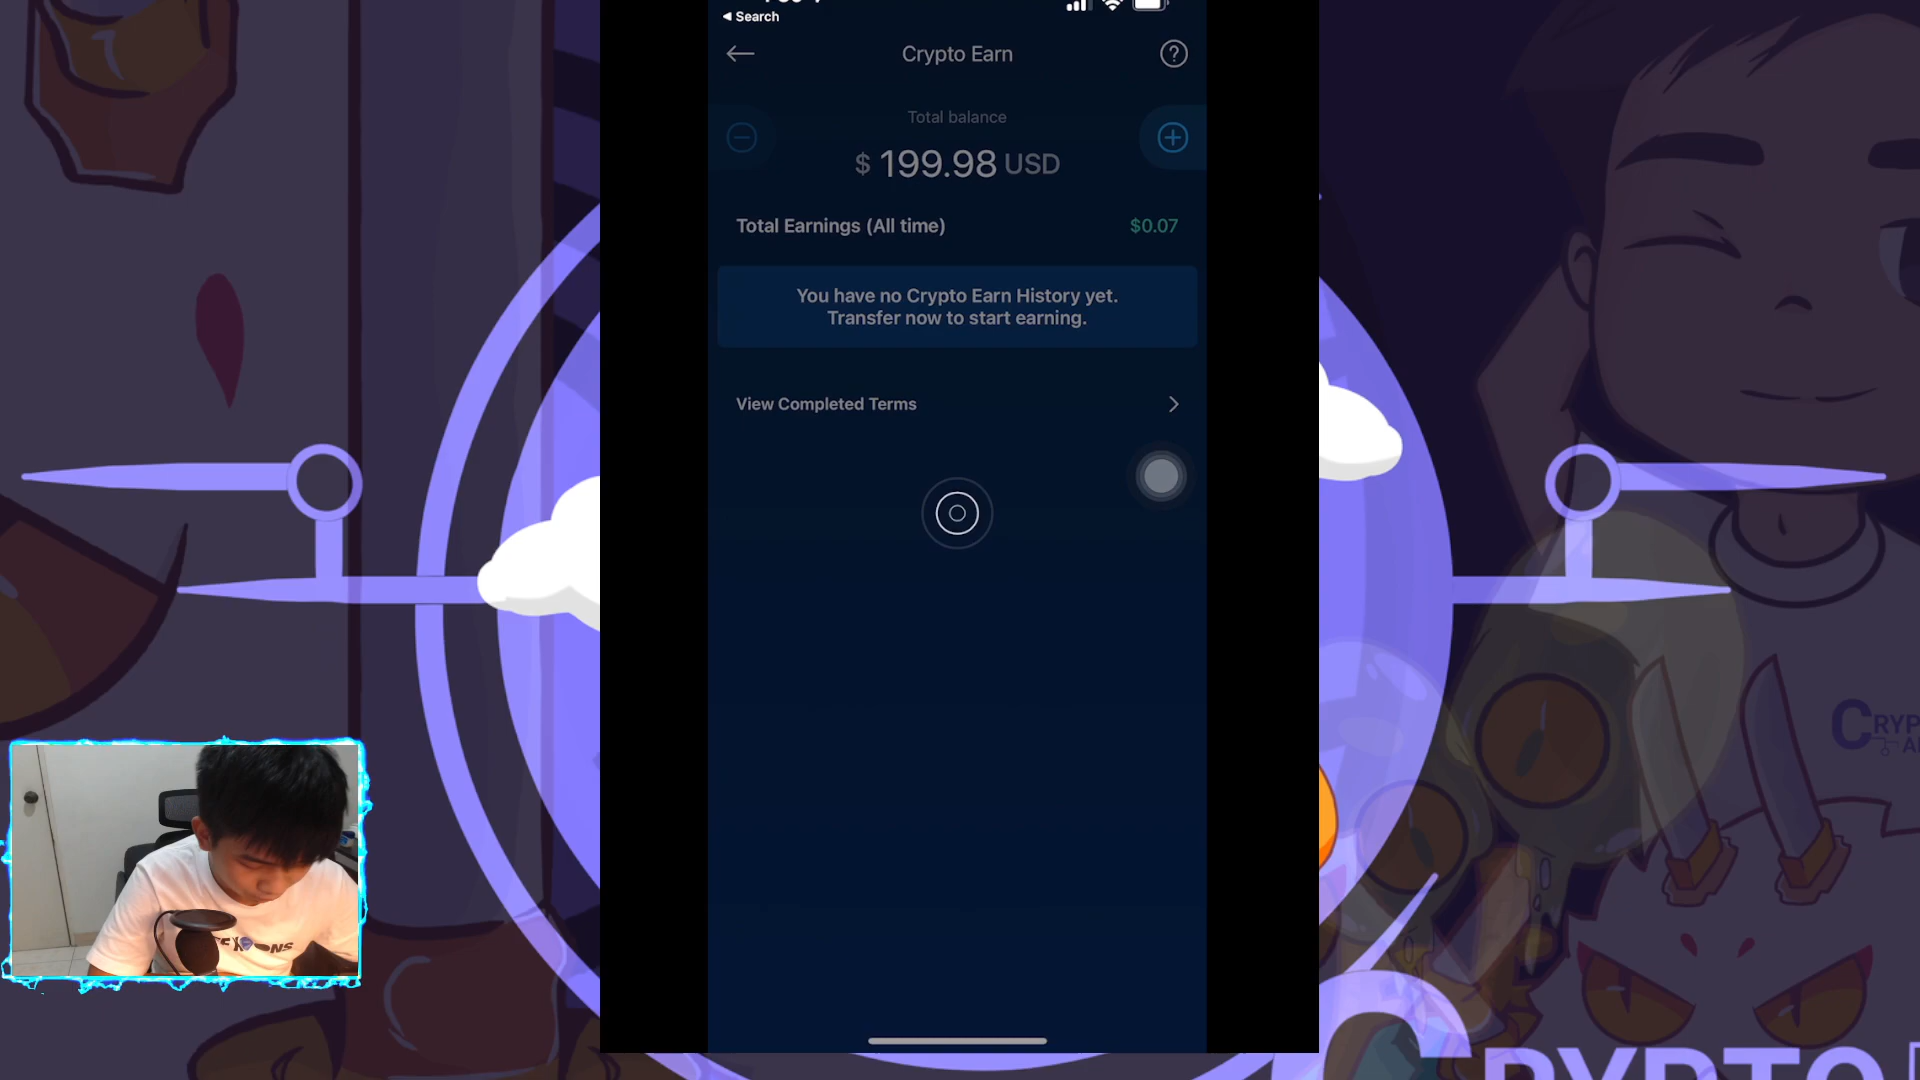 Search
Crypto Earn
Total balance
$ 199.98 USD
Total Earnings (All time) $0.07
You have no Crypto Earn History yet.
Transfer now to start earning.
View Completed Terms